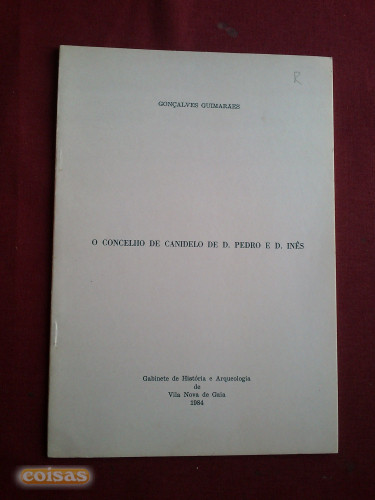 R
GONÇALVES GUIMARÃES
O CONCELHO DE CANIDELO DE D. PEDRO E D. INÊS
Gabinete de História e Arqueologia
de
Vila Nova de Gaia
1984
coisas